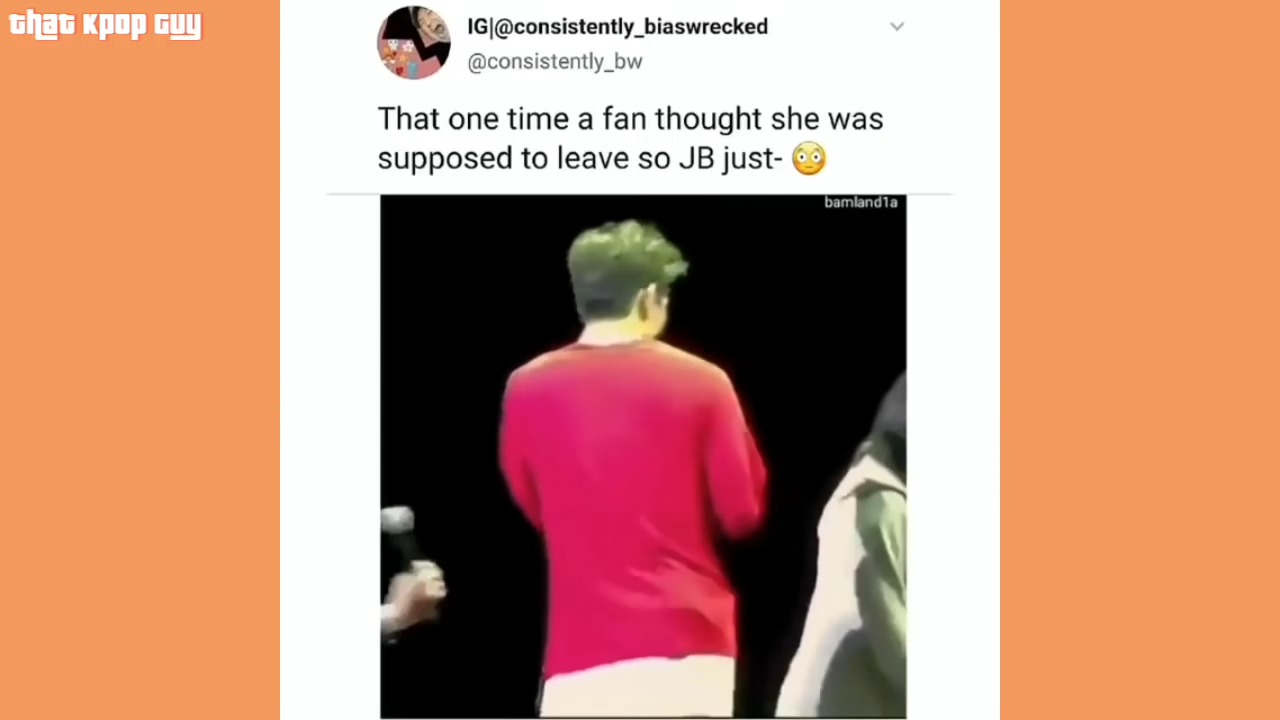 that kpop guy
IG|@consistently_biaswrecked
@consistently_bw
That one time a fan thought she was
supposed to leave so JB just- 😳
bamland1a